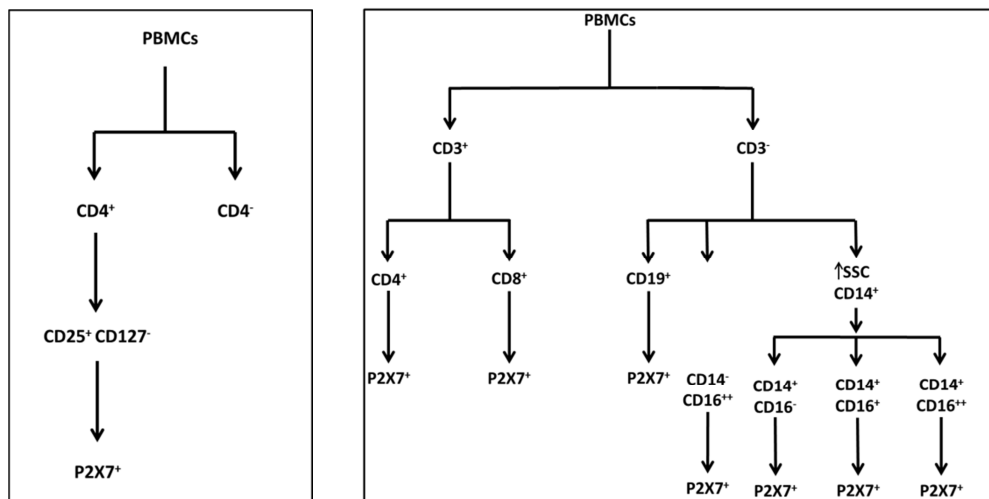 PBMCs
CD4⁺ CD4⁻
CD25⁺ CD127⁻
P2X7⁺
PBMCs
CD3⁺ CD3⁻
CD4⁺ CD8⁺ CD19⁺ ↑SSC
CD14⁺
P2X7⁺ P2X7⁺ P2X7⁺ CD14⁻ CD14⁺ CD14⁺ CD14⁺
CD16⁺⁺ CD16⁻ CD16⁺ CD16⁺⁺
P2X7⁺ P2X7⁺ P2X7⁺ P2X7⁺